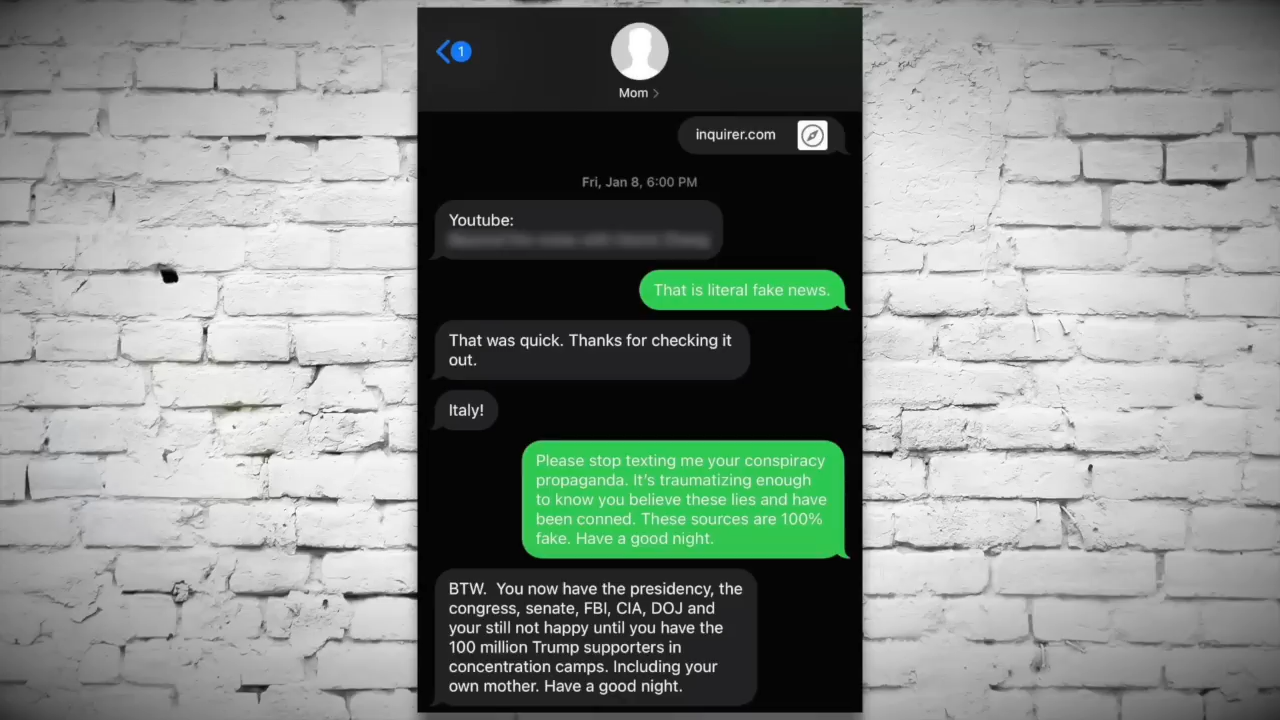 1
Mom
inquirer.com
Fri, Jan 8, 6:00 PM
Youtube:
That is literal fake news.
That was quick. Thanks for checking it
out.
Italy!
Please stop texting me your conspiracy
propaganda. It's traumatizing enough
to know you believe these lies and have
been conned. These sources are 100%
fake. Have a good night.
BTW.  You now have the presidency, the
congress, senate, FBI, CIA, DOJ and
your still not happy until you have the
100 million Trump supporters in
concentration camps. Including your
own mother. Have a good night.